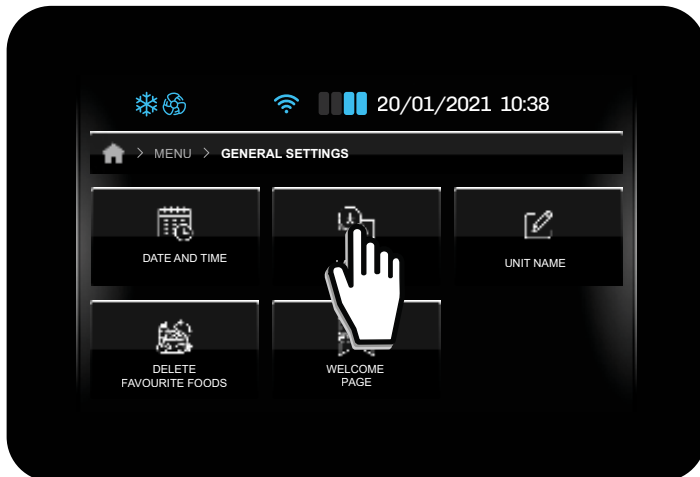 20/01/2021 10:38
> MENU > GENERAL SETTINGS
DATE AND TIME
UNIT NAME
DELETE
FAVOURITE FOODS
WELCOME
PAGE